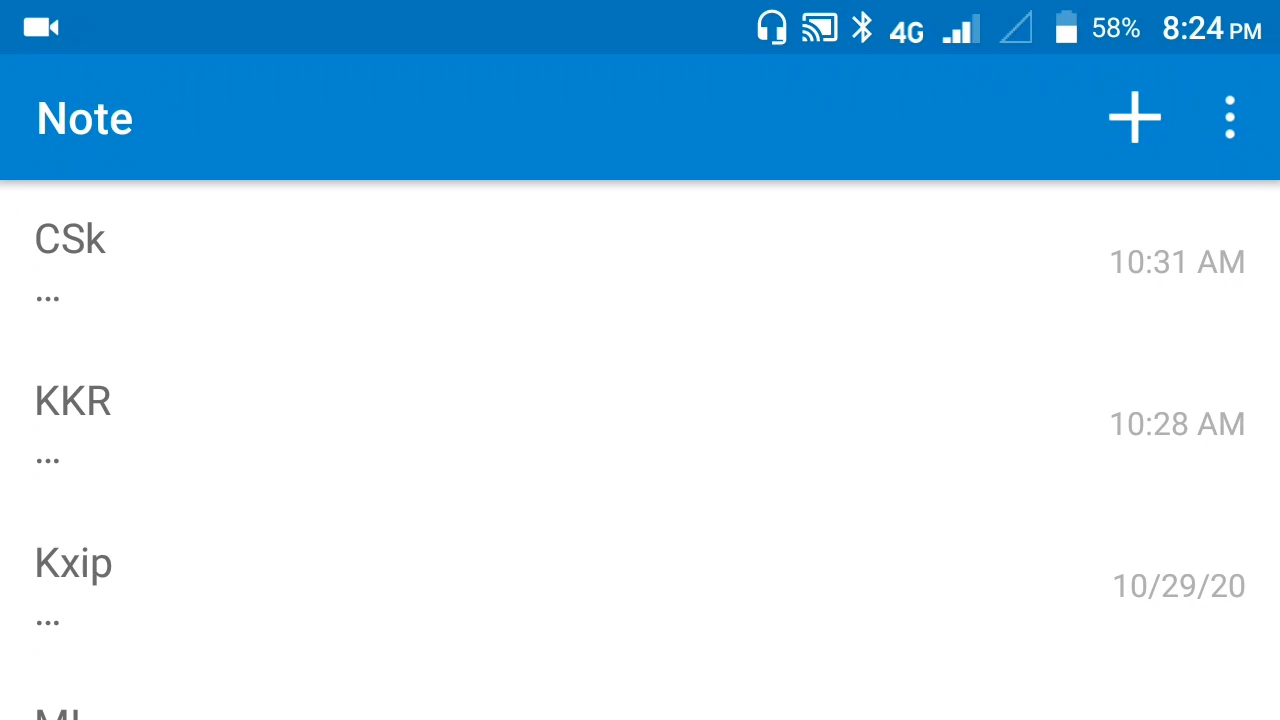 4G 58% 8:24 PM
Note
CSk
10:31 AM
...
KKR
10:28 AM
...
Kxip
10/29/20
...